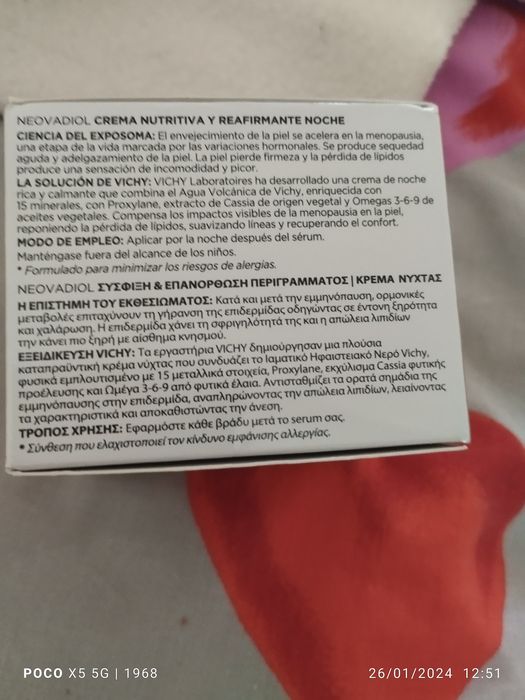 NEOVADIOL CREMA NUTRITIVA Y REAFIRMANTE NOCHE
CIENCIA DEL EXPOSOMA: El envejecimiento de la piel se acelera en la menopausia,
una etapa de la vida marcada por las variaciones hormonales. Se produce sequedad
aguda y adelgazamiento de la piel. La piel pierde firmeza y la pérdida de lípidos
produce una sensación de incomodidad y picor.
LA SOLUCIÓN DE VICHY: VICHY Laboratoires ha desarrollado una crema de noche
rica y calmante que combina el Agua Volcánica de Vichy, enriquecida con
15 minerales, con Proxylane, extracto de Cassia de origen vegetal y Omegas 3-6-9 de
aceites vegetales. Compensa los impactos visibles de la menopausia en la piel,
reponiendo la pérdida de lípidos, suavizando líneas y recuperando el confort.
MODO DE EMPLEO: Aplicar por la noche después del sérum.
Manténgase fuera del alcance de los niños.
* Formulado para minimizar los riesgos de alergias.
NEOVADIOL ΣΥΣΦΙΞΗ & ΕΠΑΝΟΡΘΩΣΗ ΠΕΡΙΓΡΑΜΜΑΤΟΣ | ΚΡΕΜΑ ΝΥΧΤΑΣ
Η ΕΠΙΣΤΗΜΗ ΤΟΥ ΕΚΘΕΣΙΩΜΑΤΟΣ: Κατά και μετά την εμμηνόπαυση, ορμονικές
μεταβολές επιταχύνουν τη γήρανση της επιδερμίδας οδηγώντας σε έντονη ξηρότητα
και χαλάρωση. Η επιδερμίδα χάνει τη σφριγηλότητά της και η απώλεια λιπιδίων
την κάνει πιο ξηρή με αίσθημα κνησμού.
ΕΞΕΙΔΙΚΕΥΣΗ VICHY: Τα εργαστήρια VICHY δημιούργησαν μια πλούσια
καταπραϋντική κρέμα νύχτας που συνδυάζει το Ιαματικό Ηφαιστειακό Νερό Vichy,
φυσικά εμπλουτισμένο με 15 μεταλλικά στοιχεία, Proxylane, εκχύλισμα Cassia φυτικής
προέλευσης και Ωμέγα 3-6-9 από φυτικά έλαια. Αντισταθμίζει τα ορατά σημάδια της
εμμηνόπαυσης στην επιδερμίδα, αναπληρώνοντας την απώλεια λιπιδίων, λειαίνοντας
τα χαρακτηριστικά και αποκαθιστώντας την άνεση.
ΤΡΟΠΟΣ ΧΡΗΣΗΣ: Εφαρμόστε κάθε βράδυ μετά το serum σας.
* Σύνθεση που ελαχιστοποιεί τον κίνδυνο εμφάνισης αλλεργίας.
POCO X5 5G | 1968
26/01/2024 12:51